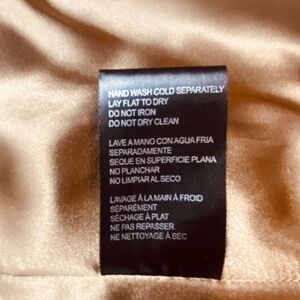 HAND WASH COLD SEPARATELY
LAY FLAT TO DRY
DO NOT IRON
DO NOT DRY CLEAN
LAVE A MANO CON AGUA FRIA
SEPARADAMENTE
SEQUE EN SUPERFICIE PLANA
NO PLANCHAR
NO LIMPIAR AL SECO
LAVAGE À LA MAIN À FROID
SÉPARÉMENT
SÉCHAGE À PLAT
NE PAS REPASSER
NE NETTOYAGE À SEC